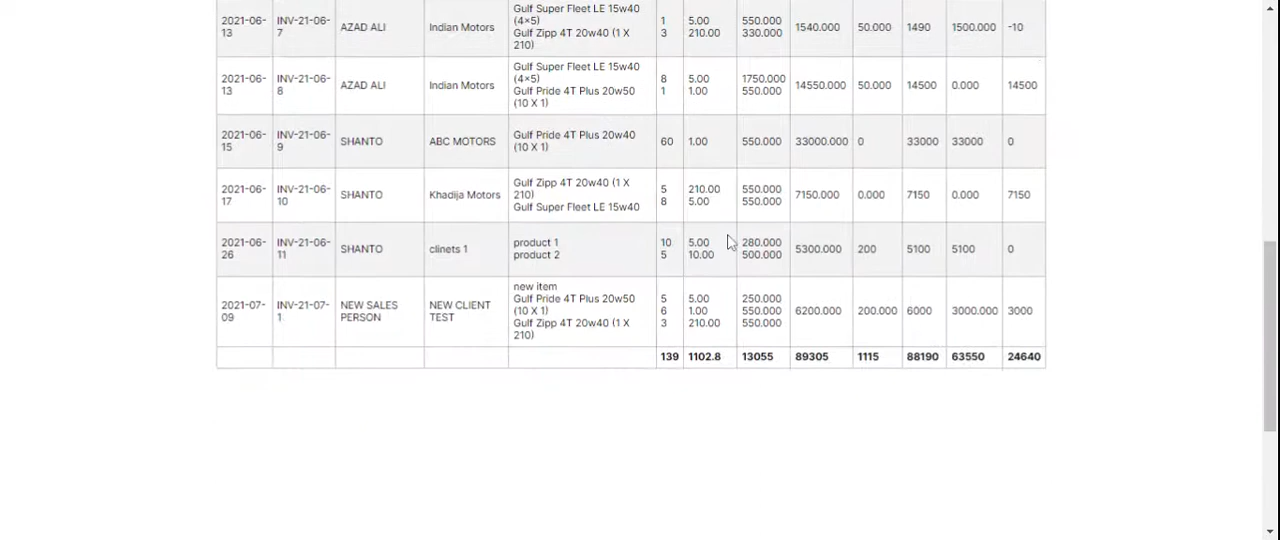 2021-06-13 INV-21-06-7 AZAD ALI Indian Motors Gulf Super Fleet LE 15w40 (4x5) Gulf Zipp 4T 20w40 (1 X 210) 1 3 5.00 210.00 550.000 330.000 1540.000 50.000 1490 1500.000 -10
2021-06-13 INV-21-06-8 AZAD ALI Indian Motors Gulf Super Fleet LE 15w40 (4x5) Gulf Pride 4T Plus 20w50 (10 X 1) 8 1 5.00 1.00 1750.000 550.000 14550.000 50.000 14500 0.000 14500
2021-06-15 INV-21-06-9 SHANTO ABC MOTORS Gulf Pride 4T Plus 20w40 (10 X 1) 60 1.00 550.000 33000.000 0 33000 33000 0
2021-06-17 INV-21-06-10 SHANTO Khadija Motors Gulf Zipp 4T 20w40 (1 X 210) Gulf Super Fleet LE 15w40 5 8 210.00 5.00 550.000 550.000 7150.000 0.000 7150 0.000 7150
2021-06-26 INV-21-06-11 SHANTO clinets 1 product 1 product 2 10 5 5.00 10.00 280.000 500.000 5300.000 200 5100 5100 0
2021-07-09 INV-21-07-1 NEW SALES PERSON NEW CLIENT TEST new item Gulf Pride 4T Plus 20w50 (10 X 1) Gulf Zipp 4T 20w40 (1 X 210) 5 6 3 5.00 1.00 210.00 250.000 550.000 550.000 6200.000 200.000 6000 3000.000 3000
139 1102.8 13055 89305 1115 88190 63550 24640